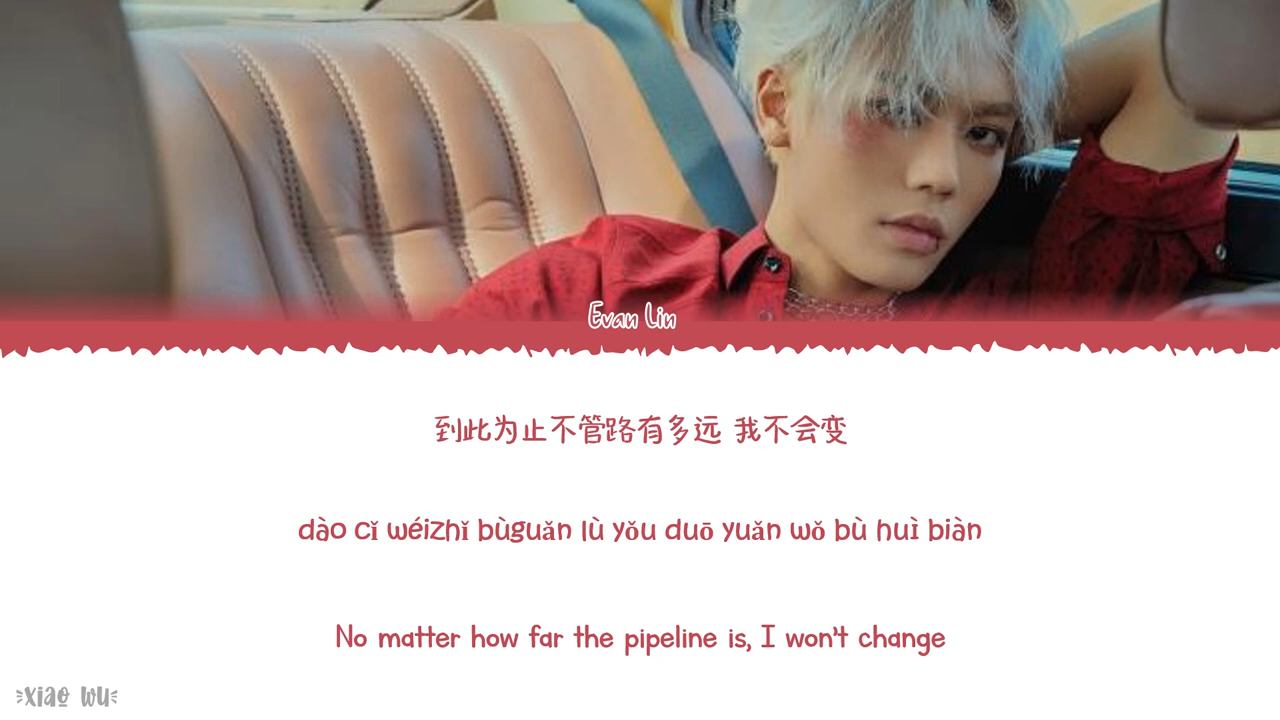 Evan Lin
到此为止不管路有多远 我不会变
dào cǐ wéizhǐ bùguǎn lù yǒu duō yuǎn wǒ bù huì biàn
No matter how far the pipeline is, I won't change
xiao wu